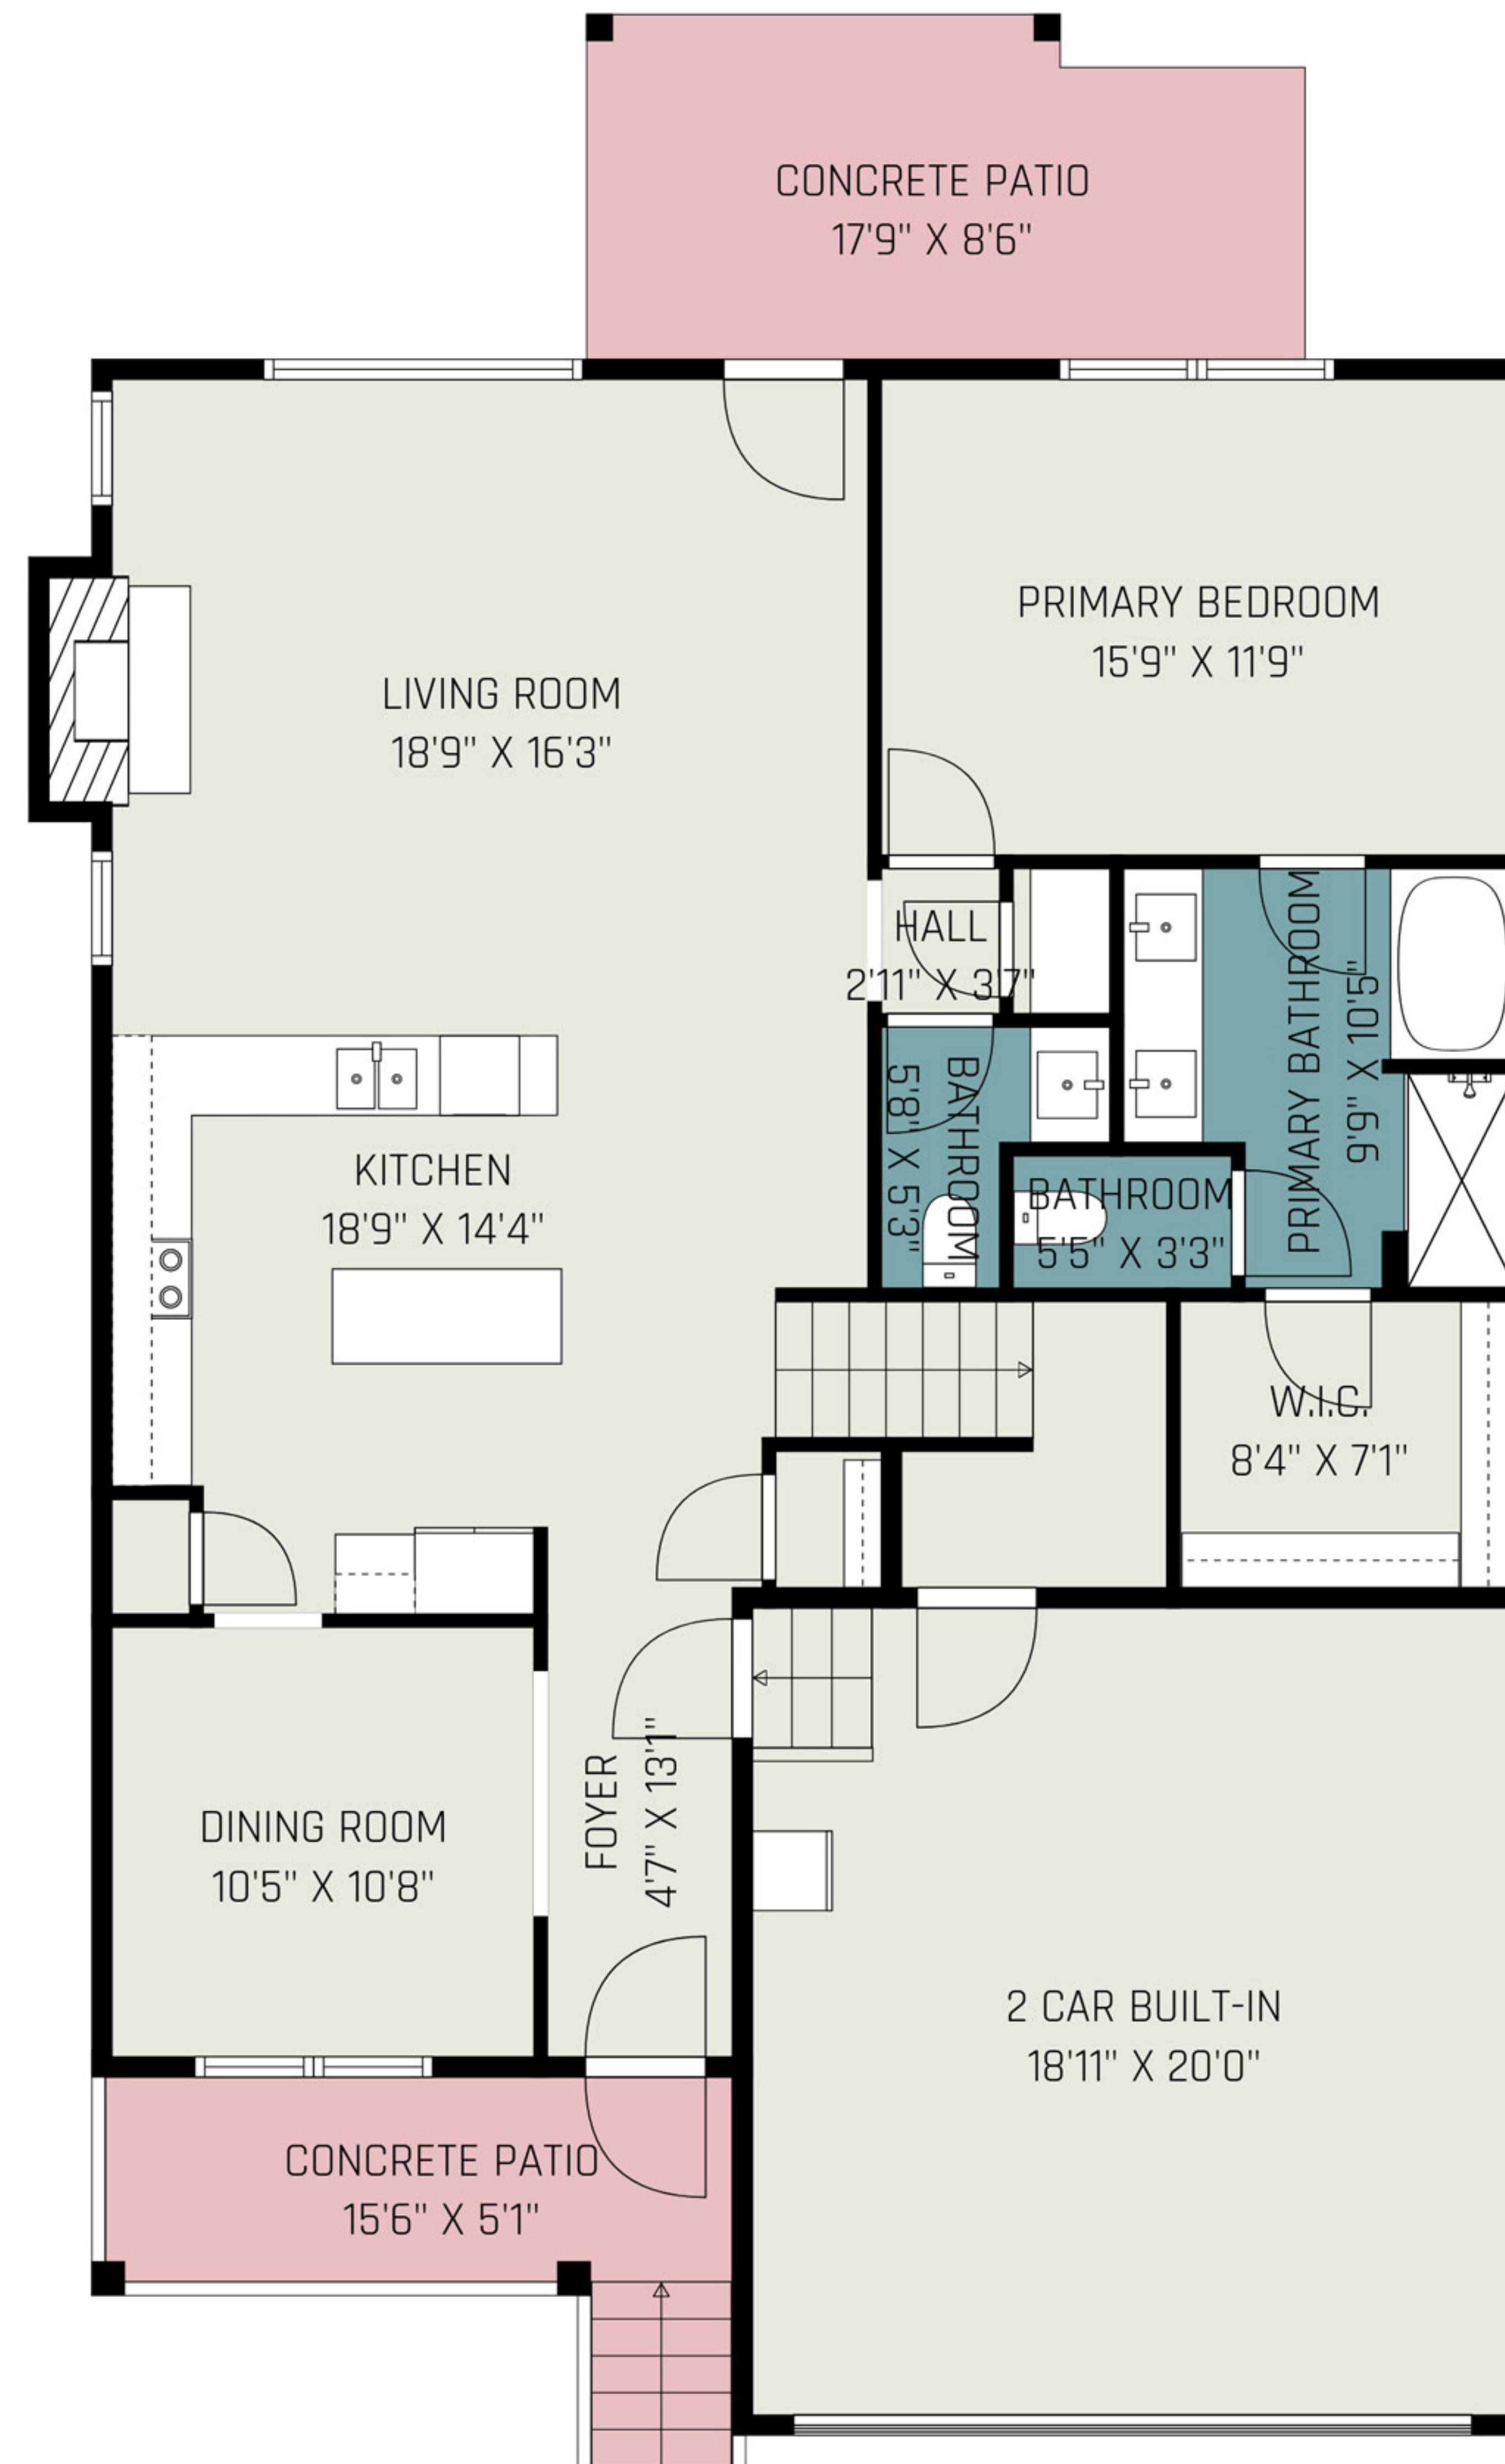 CONCRETE PATIO
17'9" X 8'6"
PRIMARY BEDROOM
15'9" X 11'9"
LIVING ROOM
18'9" X 16'3"
HALL
2'11" X 3'7"
PRIMARY BATHROOM
9'9" X 10'5"
BATHROOM
5'8" X 5'3"
KITCHEN
18'9" X 14'4"
BATHROOM
5'5" X 3'3"
W.I.C.
8'4" X 7'1"
FOYER
4'7" X 13'1"
DINING ROOM
10'5" X 10'8"
2 CAR BUILT-IN
18'11" X 20'0"
CONCRETE PATIO
15'6" X 5'1"